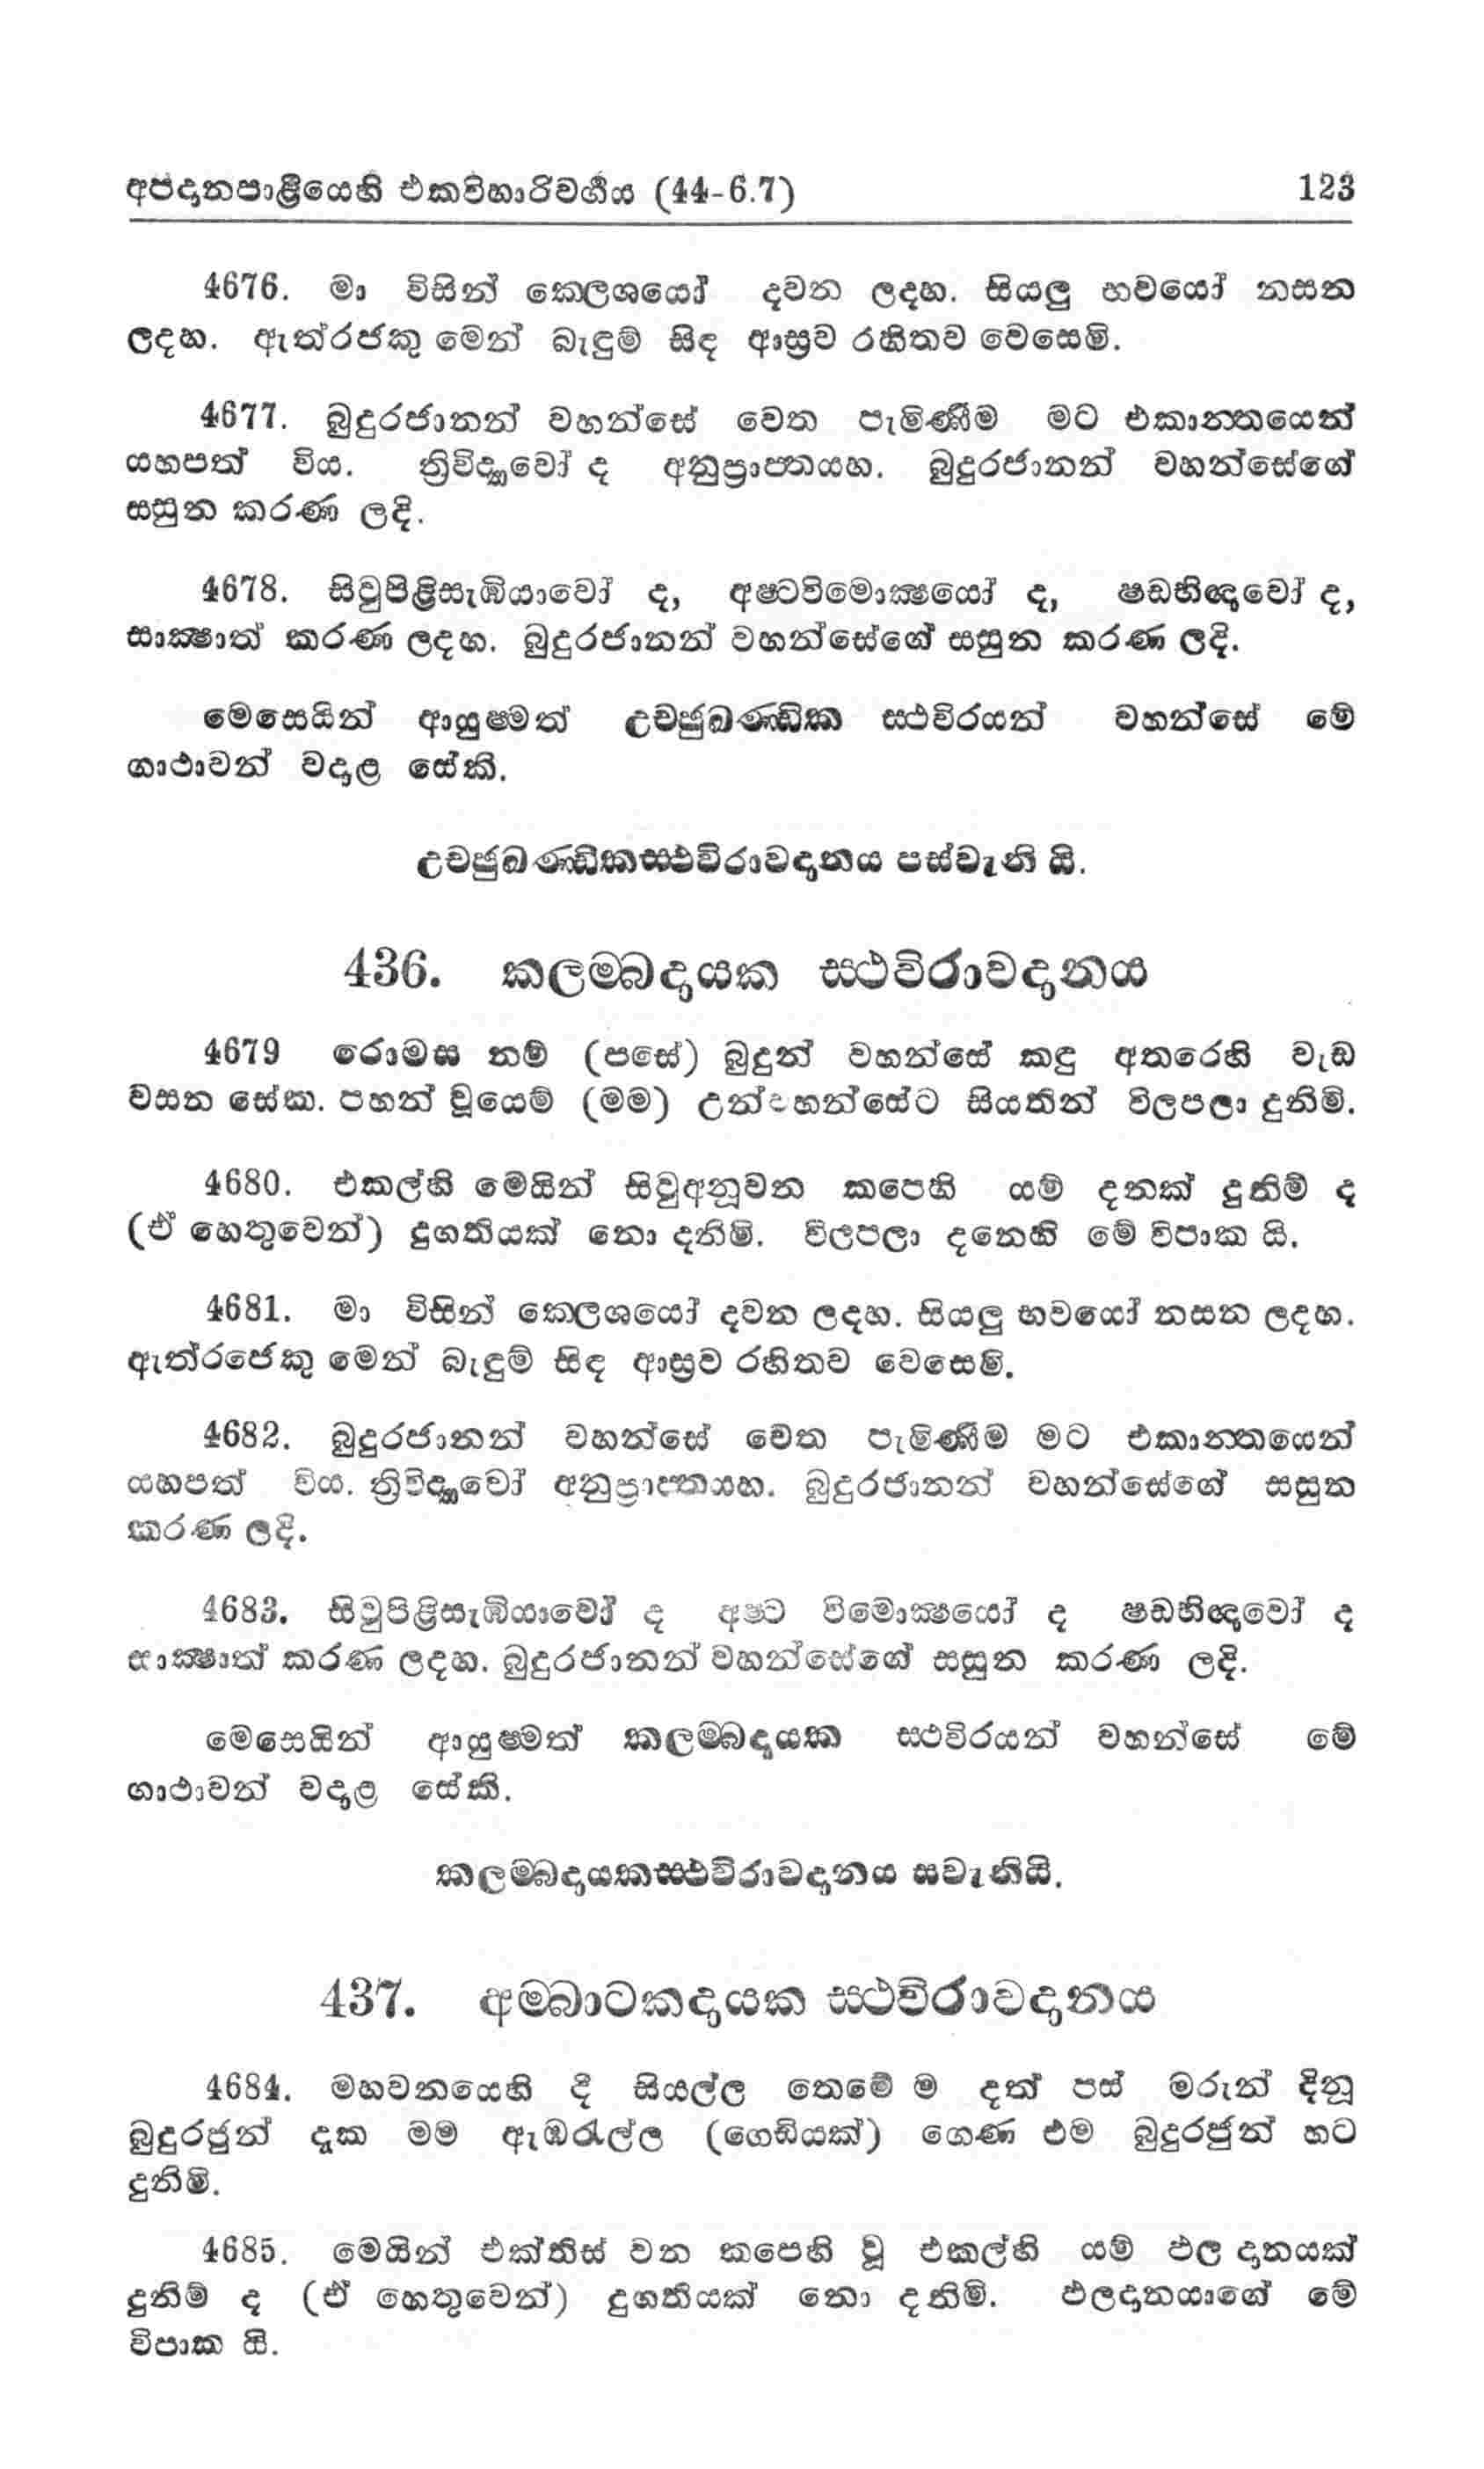 අපදානපාළියෙහි එකවිහාරිවර්‍ගය (44-6.7) 123
4676. මා විසින් කෙලශයෝ දවන ලදහ. සියලු භවයෝ නසන
ලදහ. ඇත්රජකු මෙන් බැඳුම් සිඳ ආස්‍රව රහිතව වෙසෙමි.
4677. බුදුරජානන් වහන්සේ වෙත පැමිණීම මට එකාන්තයෙන්
යහපත් විය. ත්‍රිවිද්‍යාවෝ ද අනුප්‍රාප්තයහ. බුදුරජානන් වහන්සේගේ
සසුන කරණ ලදි.
4678. සිවුපිළිසැඹියාවෝ ද, අෂ්ටවිමොක්‍ෂයෝ ද, ෂඩභිඥාවෝ ද,
සාක්‍ෂාත් කරණ ලදහ. බුදුරජානන් වහන්සේගේ සසුන කරණ ලදි.
මෙසෙයින් ආයුෂ්මත් උච්ඡුඛණ්ඩික ස්ථවිරයන් වහන්සේ මේ
ගාථාවන් වදාළ සේකි.
උච්ඡුඛණ්ඩිකස්ථවිරාවදානය පස්වැනි යි.
436. කලම්බදායක ස්ථවිරාවදානය
4679 රොමස නම් (පසේ) බුදුන් වහන්සේ කඳු අතරෙහි වැඩ
වසන සේක. පහන් වූයෙම් (මම) උන්වහන්සේට සියතින් විලපලා දුනිමි.
4680. එකල්හි මෙයින් සිවුඅනූවන කපෙහි යම් දනක් දුනිම් ද
(ඒ හෙතුවෙන්) දුගතියක් නො දනිමි. විලපලා දනෙහි මේ විපාක යි.
4681. මා විසින් කෙලශයෝ දවන ලදහ. සියලු භවයෝ නසන ලදහ.
ඇත්රජෙකු මෙන් බැඳුම් සිඳ ආස්‍රව රහිතව වෙසෙමි.
4682. බුදුරජානන් වහන්සේ වෙත පැමිණීම මට එකාන්තයෙන්
යහපත් විය. ත්‍රිවිද්‍යාවෝ අනුප්‍රාප්තයහ. බුදුරජානන් වහන්සේගේ සසුන
කරණ ලදි.
4683. සිවුපිළිසැඹියාවෝ ද අෂ්ට විමොක්‍ෂයෝ ද ෂඩභිඥාවෝ ද
සාක්‍ෂාත් කරණ ලදහ. බුදුරජානන් වහන්සේගේ සසුන කරණ ලදි.
මෙසෙයින් ආයුෂ්මත් කලම්බදායක ස්ථවිරයන් වහන්සේ මේ
ගාථාවන් වදාළ සේකි.
කලම්බදායකස්ථවිරාවදානය සවැනියි.
437. අම්බාටකදායක ස්ථවිරාවදානය
4684. මහවනයෙහි දී සියල්ල තෙමේ ම දත් පස් මරුන් දිනූ
බුදුරජුන් දැක මම ඇඹරැල්ල (ගෙඩියක්) ගෙණ එම බුදුරජුන් හට
දුනිමි.
4685. මෙයින් එක්තිස් වන කපෙහි වූ එකල්හි යම් ඵල දානයක්
දුනිම් ද (ඒ හෙතුවෙන්) දුගතියක් නො දනිමි. ඵලදානයාගේ මේ
විපාක යි.